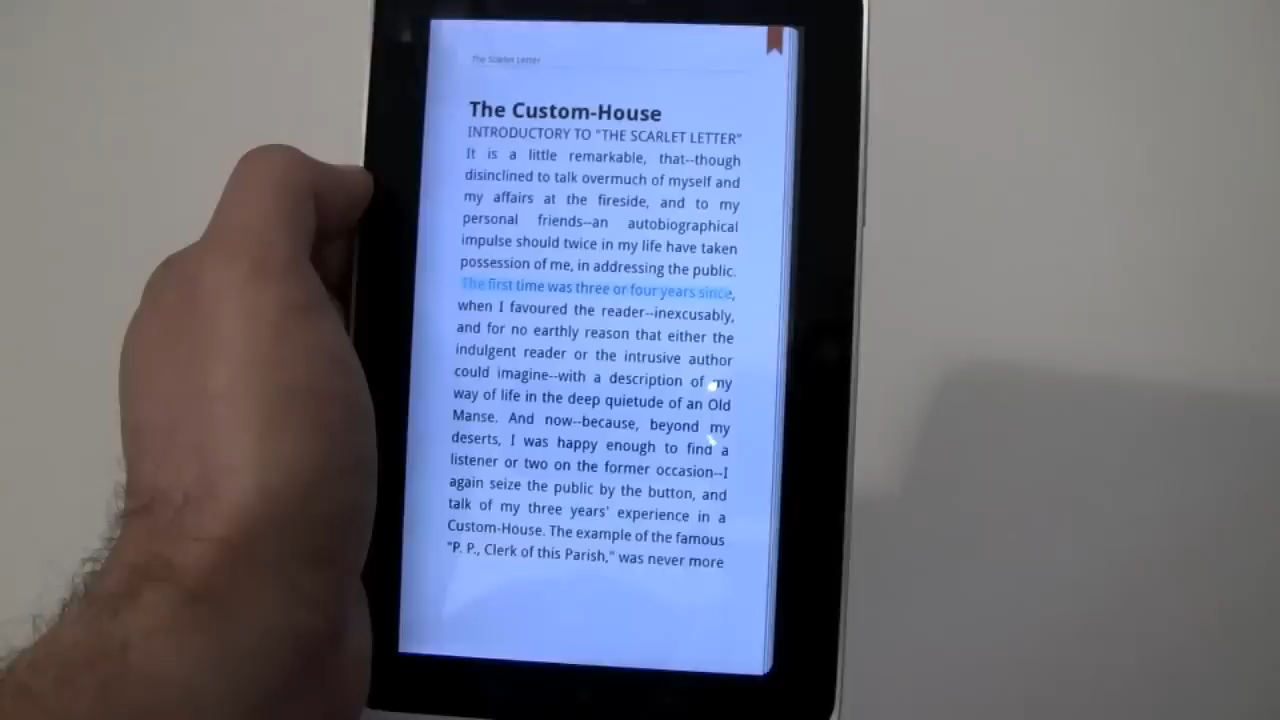 The Scarlet Letter
The Custom-House
INTRODUCTORY TO "THE SCARLET LETTER"
It is a little remarkable, that--though
disinclined to talk overmuch of myself and
my affairs at the fireside, and to my
personal friends--an autobiographical
impulse should twice in my life have taken
possession of me, in addressing the public.
The first time was three or four years since,
when I favoured the reader--inexcusably,
and for no earthly reason that either the
indulgent reader or the intrusive author
could imagine--with a description of my
way of life in the deep quietude of an Old
Manse. And now--because, beyond my
deserts, I was happy enough to find a
listener or two on the former occasion--I
again seize the public by the button, and
talk of my three years' experience in a
Custom-House. The example of the famous
"P. P., Clerk of this Parish," was never more